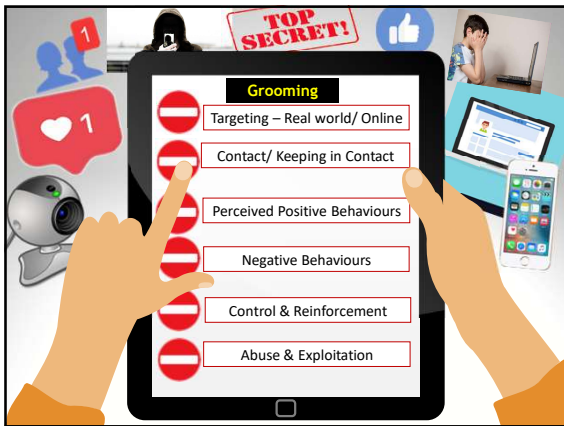 1
TOP
SECRET!
1
Grooming
Targeting – Real world/ Online
Contact/ Keeping in Contact
Perceived Positive Behaviours
Negative Behaviours
Control & Reinforcement
Abuse & Exploitation